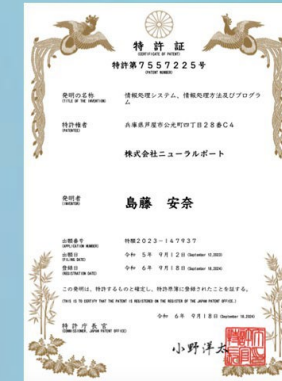 特許証
(CERTIFICATE OF PATENT)
特許第7557225号
(PATENT NUMBER)
発明の名称
(TITLE OF THE INVENTION)
情報処理システム、情報処理方法及びプログラ
ム
特許権者
(PATENTEE)
兵庫県芦屋市公光町四丁目28番C4
株式会社ニューラルポート
発明者
(INVENTOR)
島藤 安奈
出願番号
(APPLICATION NUMBER)
特願2023-147937
出願日
(FILING DATE)
令和 5年 9月12日(September 12,2023)
登録日
(REGISTRATION DATE)
令和 6年 9月18日(September 18,2024)
この発明は、特許するものと確定し、特許原簿に登録されたことを証する。
(THIS IS TO CERTIFY THAT THE PATENT IS REGISTERED ON THE REGISTER OF THE JAPAN PATENT OFFICE.)
令和 6年 9月18日(September 18,2024)
特許庁長官
(COMMISSIONER, JAPAN PATENT OFFICE)
小野洋太